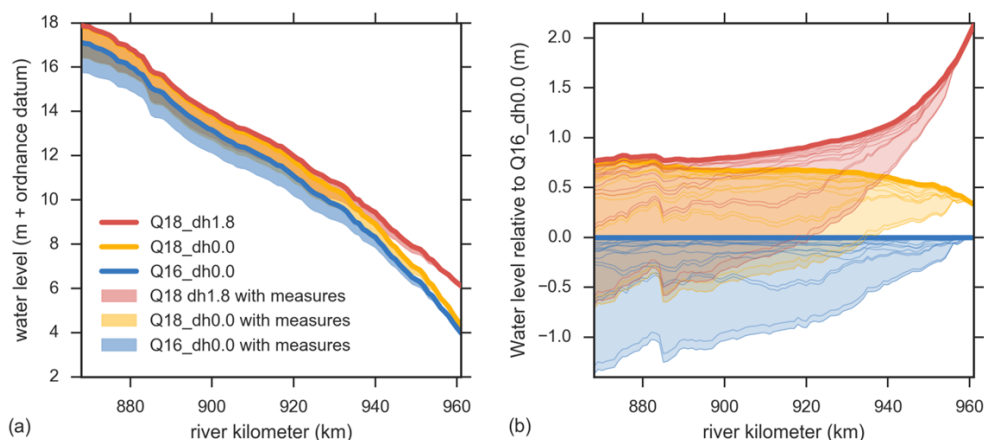 18
16
14
12
10
8
6
4
2
water level (m + ordnance datum)
Q18_dh1.8
Q18_dh0.0
Q16_dh0.0
Q18 dh1.8 with measures
Q18_dh0.0 with measures
Q16_dh0.0 with measures
880 900 920 940 960
(a) river kilometer (km)
2.0
1.5
1.0
0.5
0.0
−0.5
−1.0
Water level relative to Q16_dh0.0 (m)
880 900 920 940 960
(b) river kilometer (km)